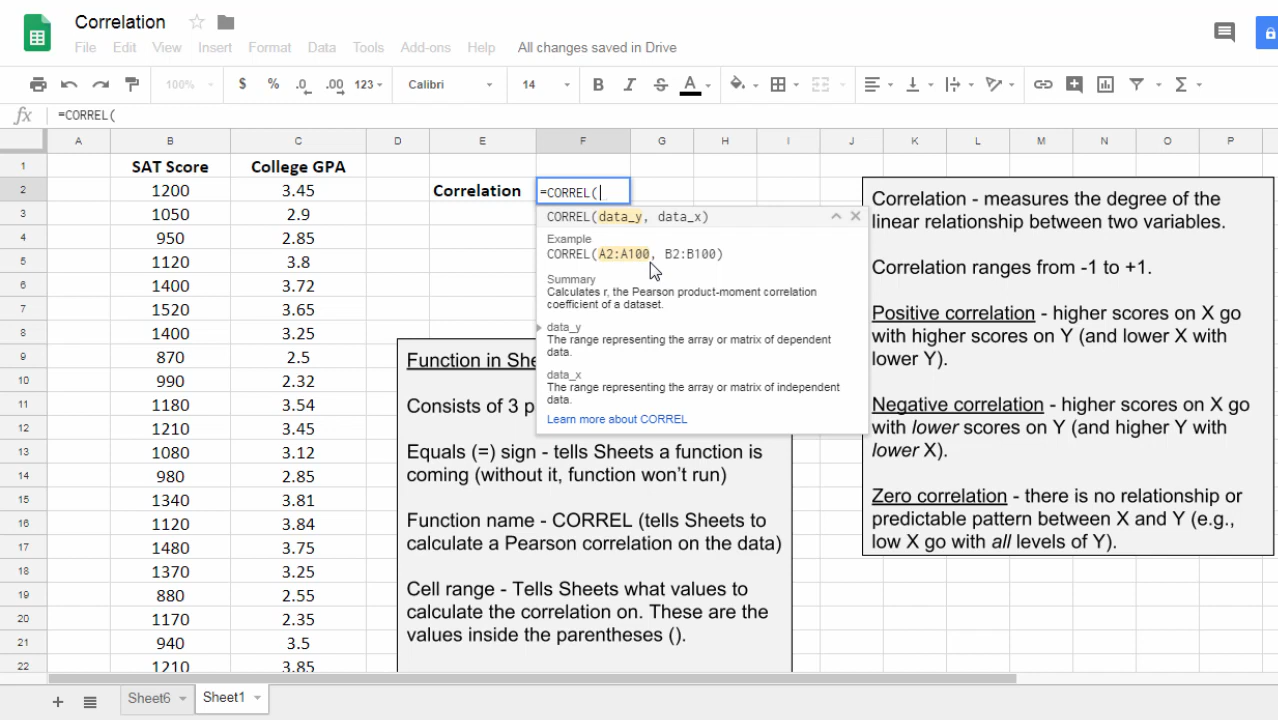 Correlation
File Edit View Insert Format Data Tools Add-ons Help All changes saved in Drive
100% $ % .0 .00 123 Calibri 14 B I S A Σ
fx =CORREL(
A B C D E F G H I J K L M N O P
1 SAT Score College GPA
2 1200 3.45 Correlation =CORREL(
3 1050 2.9
4 950 2.85
5 1120 3.8
6 1400 3.72
7 1520 3.65
8 1400 3.25
9 870 2.5
10 990 2.32
11 1180 3.54
12 1210 3.45
13 1080 3.12
14 980 2.85
15 1340 3.81
16 1120 3.84
17 1480 3.75
18 1370 3.25
19 880 2.55
20 1170 2.35
21 940 3.5
22 1210 3.85
CORREL(data_y, data_x)
Example
CORREL(A2:A100, B2:B100)
Summary
Calculates r, the Pearson product-moment correlation
coefficient of a dataset.
data_y
The range representing the array or matrix of dependent
data.
data_x
The range representing the array or matrix of independent
data.
Learn more about CORREL
Function in She
Consists of 3 p
Equals (=) sign - tells Sheets a function is
coming (without it, function won't run)
Function name - CORREL (tells Sheets to
calculate a Pearson correlation on the data)
Cell range - Tells Sheets what values to
calculate the correlation on. These are the
values inside the parentheses ().
Correlation - measures the degree of the
linear relationship between two variables.
Correlation ranges from -1 to +1.
Positive correlation - higher scores on X go
with higher scores on Y (and lower X with
lower Y).
Negative correlation - higher scores on X go
with lower scores on Y (and higher Y with
lower X).
Zero correlation - there is no relationship or
predictable pattern between X and Y (e.g.,
low X go with all levels of Y).
+ Sheet6 Sheet1